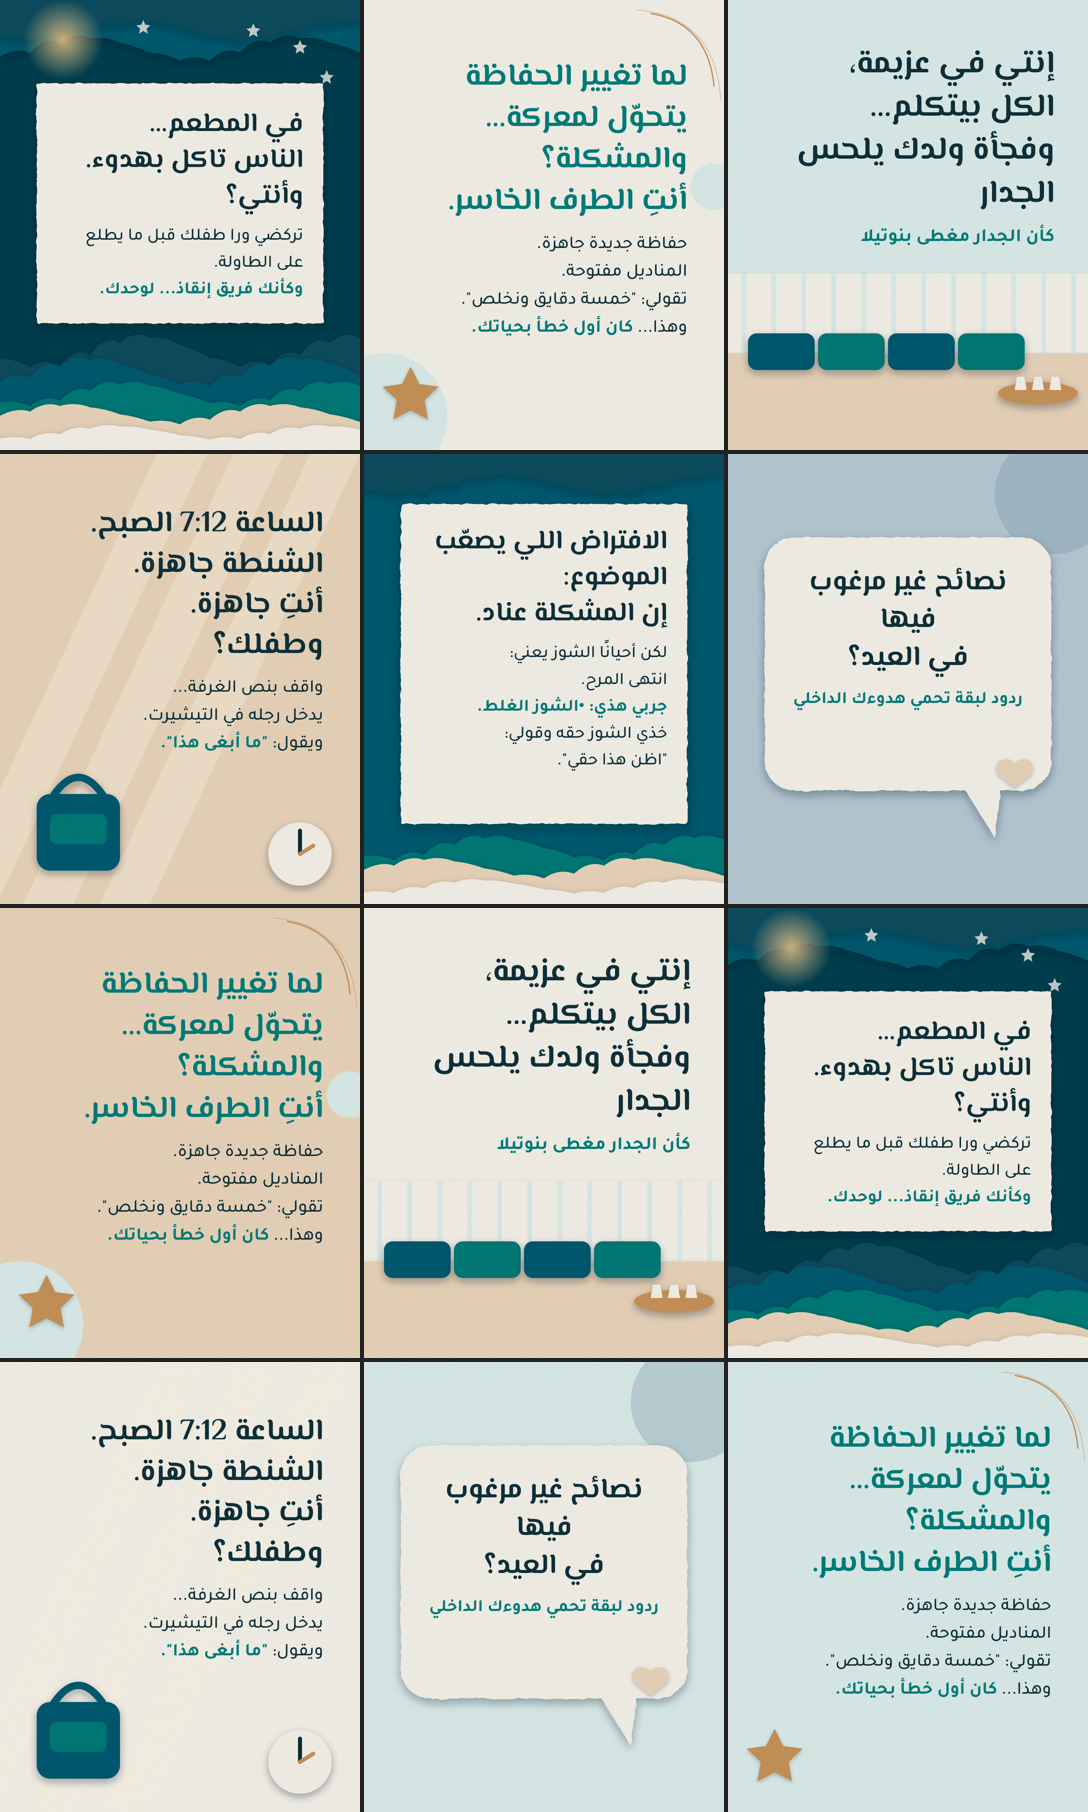 في المطعم...
الناس تاكل بهدوء.
وأنتي؟
تركضي ورا طفلك قبل ما يطلع
على الطاولة.
وكأنك فريق إنقاذ... لوحدك.
لما تغيير الحفاظة
يتحوّل لمعركة...
والمشكلة؟
أنتِ الطرف الخاسر.
حفاظة جديدة جاهزة.
المناديل مفتوحة.
تقولي: "خمسة دقايق ونخلص".
وهذا... كان أول خطأ بحياتك.
إنتي في عزيمة،
الكل بيتكلم...
وفجأة ولدك يلحس
الجدار
كأن الجدار مغطى بنوتيلا
الساعة 7:12 الصبح.
الشنطة جاهزة.
أنتِ جاهزة.
وطفلك؟
واقف بنص الغرفة...
يدخل رجله في التيشيرت.
ويقول: "ما أبغى هذا".
الافتراض اللي يصعّب
الموضوع:
إن المشكلة عناد.
لكن أحيانًا الشوز يعني:
انتهى المرح.
جربي هذي: •الشوز الغلط.
خذي الشوز حقه وقولي:
"اظن هذا حقي".
نصائح غير مرغوب
فيها
في العيد؟
ردود لبقة تحمي هدوءك الداخلي
لما تغيير الحفاظة
يتحوّل لمعركة...
والمشكلة؟
أنتِ الطرف الخاسر.
حفاظة جديدة جاهزة.
المناديل مفتوحة.
تقولي: "خمسة دقايق ونخلص".
وهذا... كان أول خطأ بحياتك.
إنتي في عزيمة،
الكل بيتكلم...
وفجأة ولدك يلحس
الجدار
كأن الجدار مغطى بنوتيلا
في المطعم...
الناس تاكل بهدوء.
وأنتي؟
تركضي ورا طفلك قبل ما يطلع
على الطاولة.
وكأنك فريق إنقاذ... لوحدك.
الساعة 7:12 الصبح.
الشنطة جاهزة.
أنتِ جاهزة.
وطفلك؟
واقف بنص الغرفة...
يدخل رجله في التيشيرت.
ويقول: "ما أبغى هذا".
نصائح غير مرغوب
فيها
في العيد؟
ردود لبقة تحمي هدوءك الداخلي
لما تغيير الحفاظة
يتحوّل لمعركة...
والمشكلة؟
أنتِ الطرف الخاسر.
حفاظة جديدة جاهزة.
المناديل مفتوحة.
تقولي: "خمسة دقايق ونخلص".
وهذا... كان أول خطأ بحياتك.